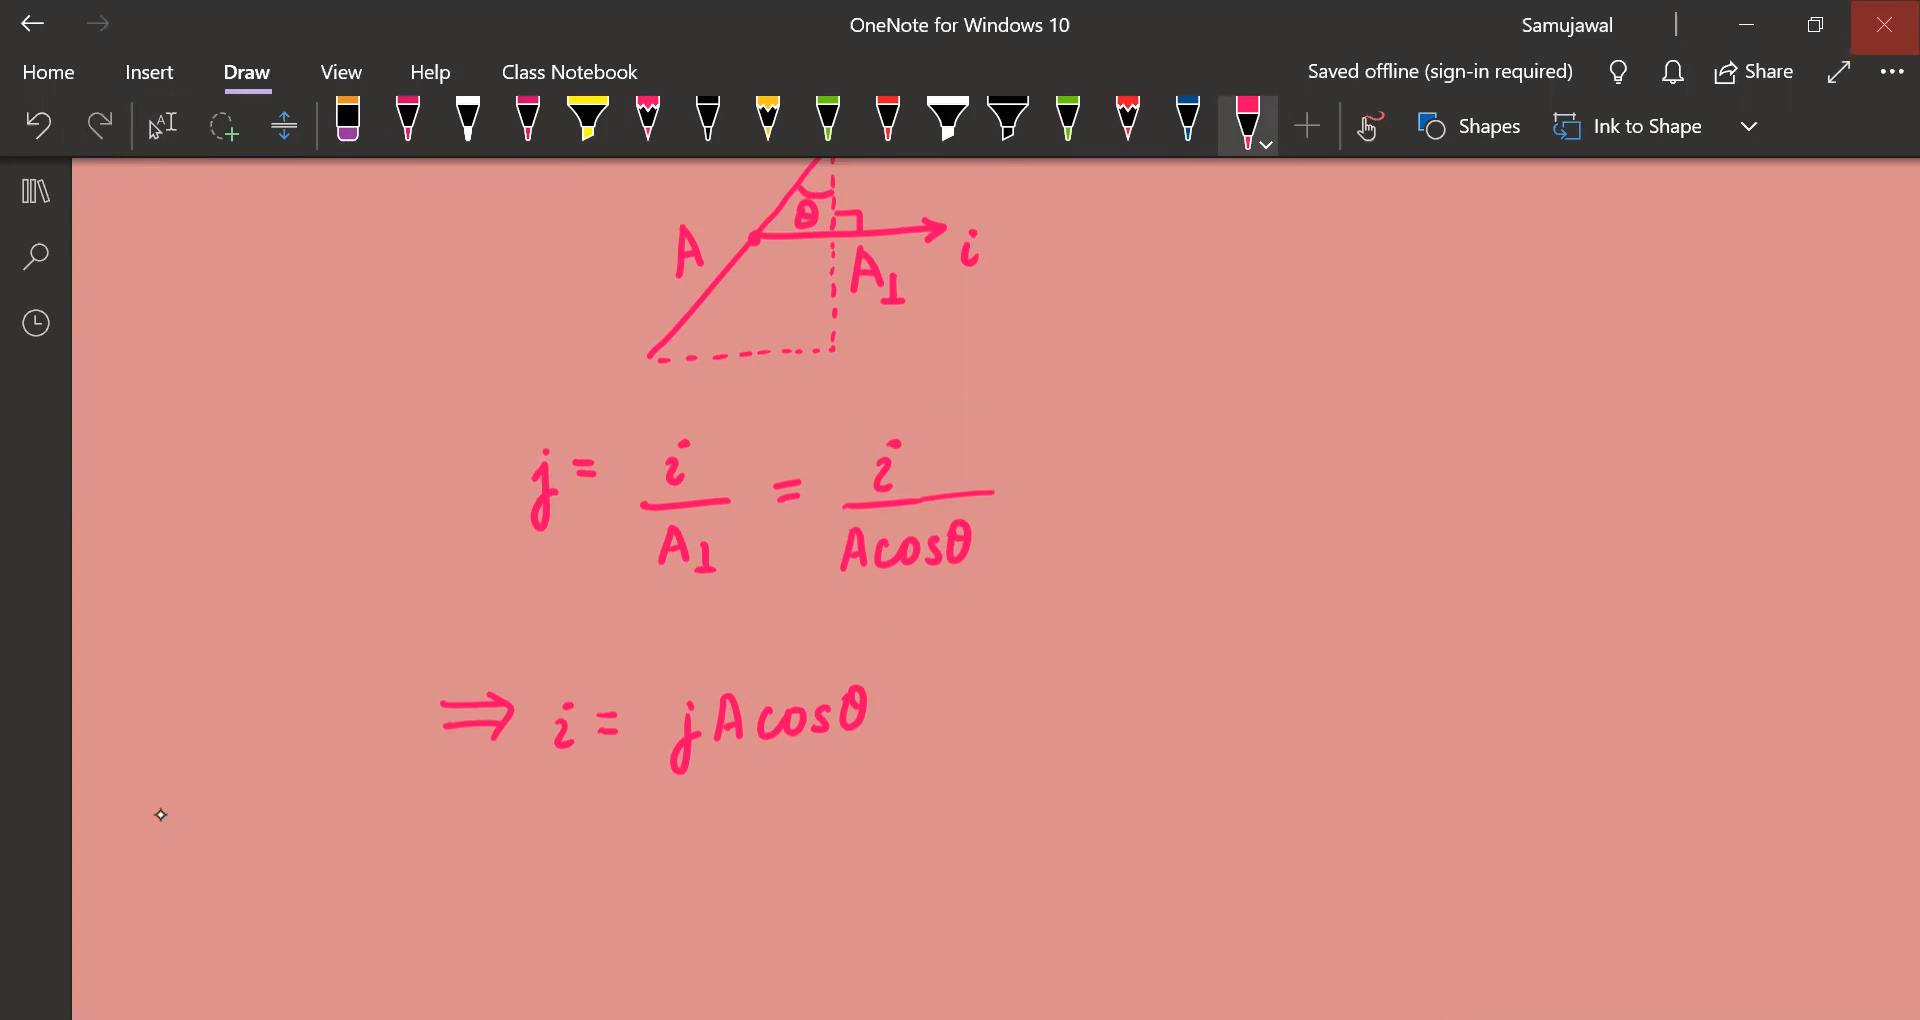 OneNote for Windows 10
Samujawal
Home Insert Draw View Help Class Notebook
Saved offline (sign-in required) Share
Shapes Ink to Shape
θ
A
i
A⊥
j = i/A⊥ = i/Acosθ
⇒ i = jAcosθ